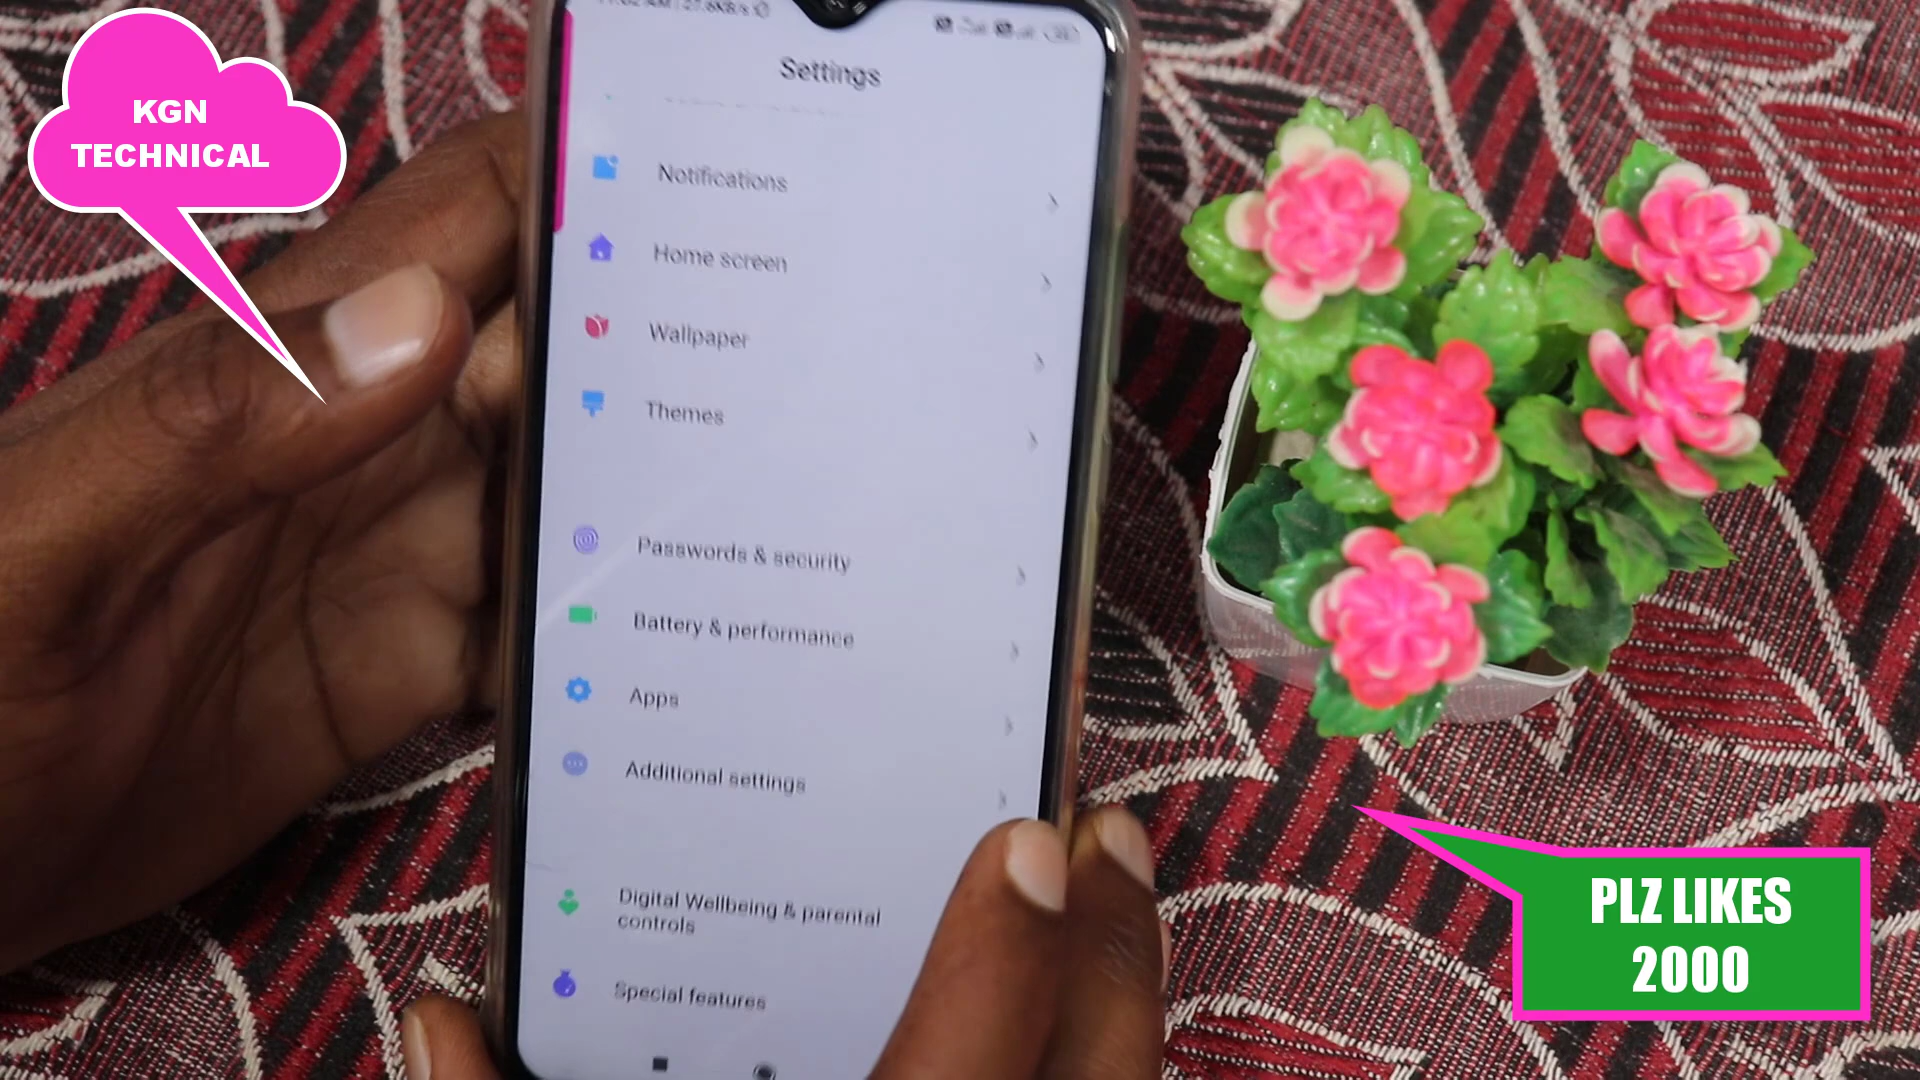 KGN
TECHNICAL
Settings
Notifications
Home screen
Wallpaper
Themes
Passwords & security
Battery & performance
Apps
Additional settings
Digital Wellbeing & parental
controls
Special features
PLZ LIKES
2000